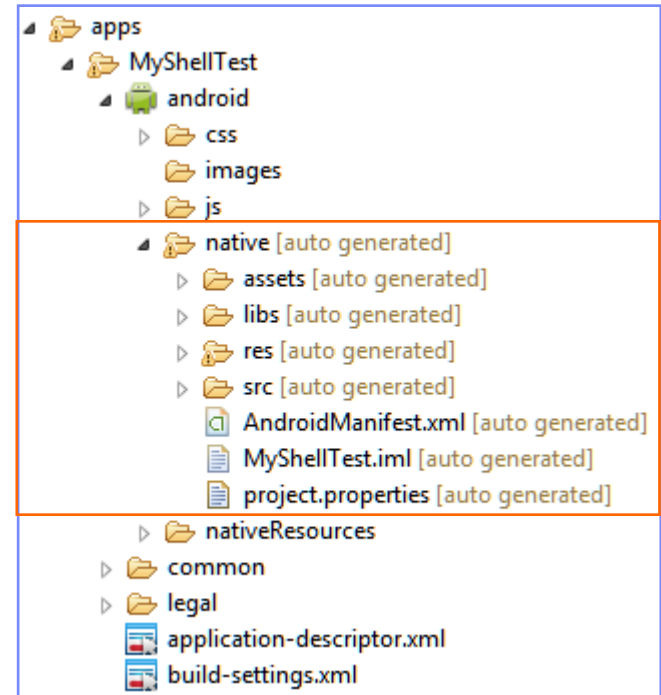 apps
MyShellTest
android
css
images
js
native [auto generated]
assets [auto generated]
libs [auto generated]
res [auto generated]
src [auto generated]
AndroidManifest.xml [auto generated]
MyShellTest.iml [auto generated]
project.properties [auto generated]
nativeResources
common
legal
application-descriptor.xml
build-settings.xml